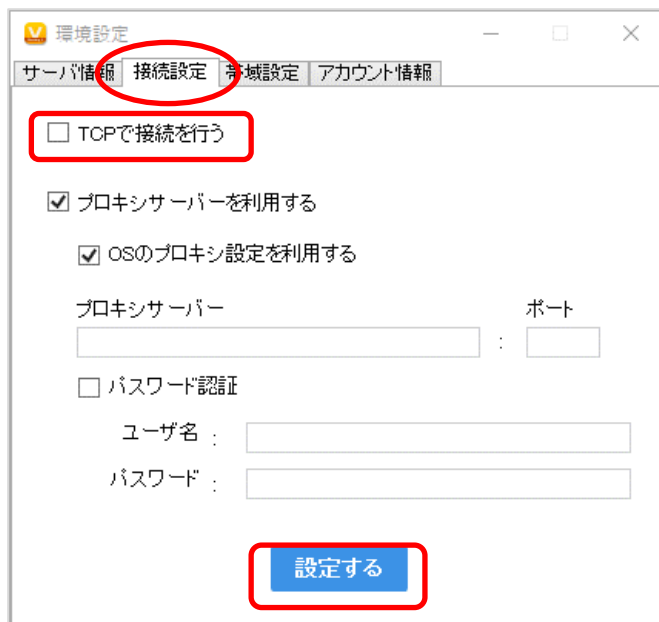 環境設定
サーバ情報 接続設定 帯域設定 アカウント情報
TCPで接続を行う
プロキシサーバーを利用する
OSのプロキシ設定を利用する
プロキシサーバー ポート
:
パスワード認証
ユーザ名 :
パスワード :
設定する